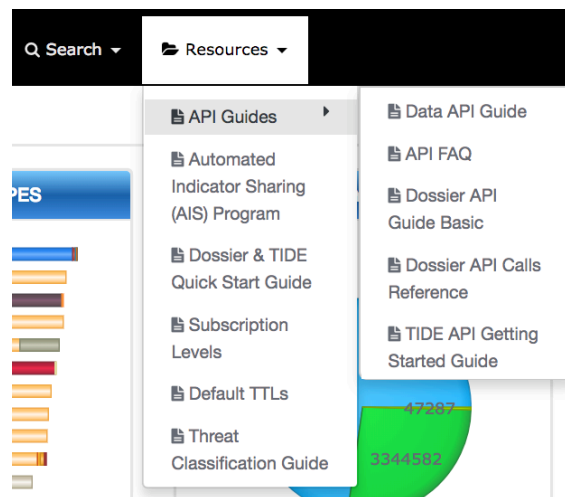 Search
Resources
API Guides
Automated
Indicator Sharing
(AIS) Program
Dossier & TIDE
Quick Start Guide
Subscription
Levels
Default TTLs
Threat
Classification Guide
Data API Guide
API FAQ
Dossier API
Guide Basic
Dossier API Calls
Reference
TIDE API Getting
Started Guide
PES
47287
3344582